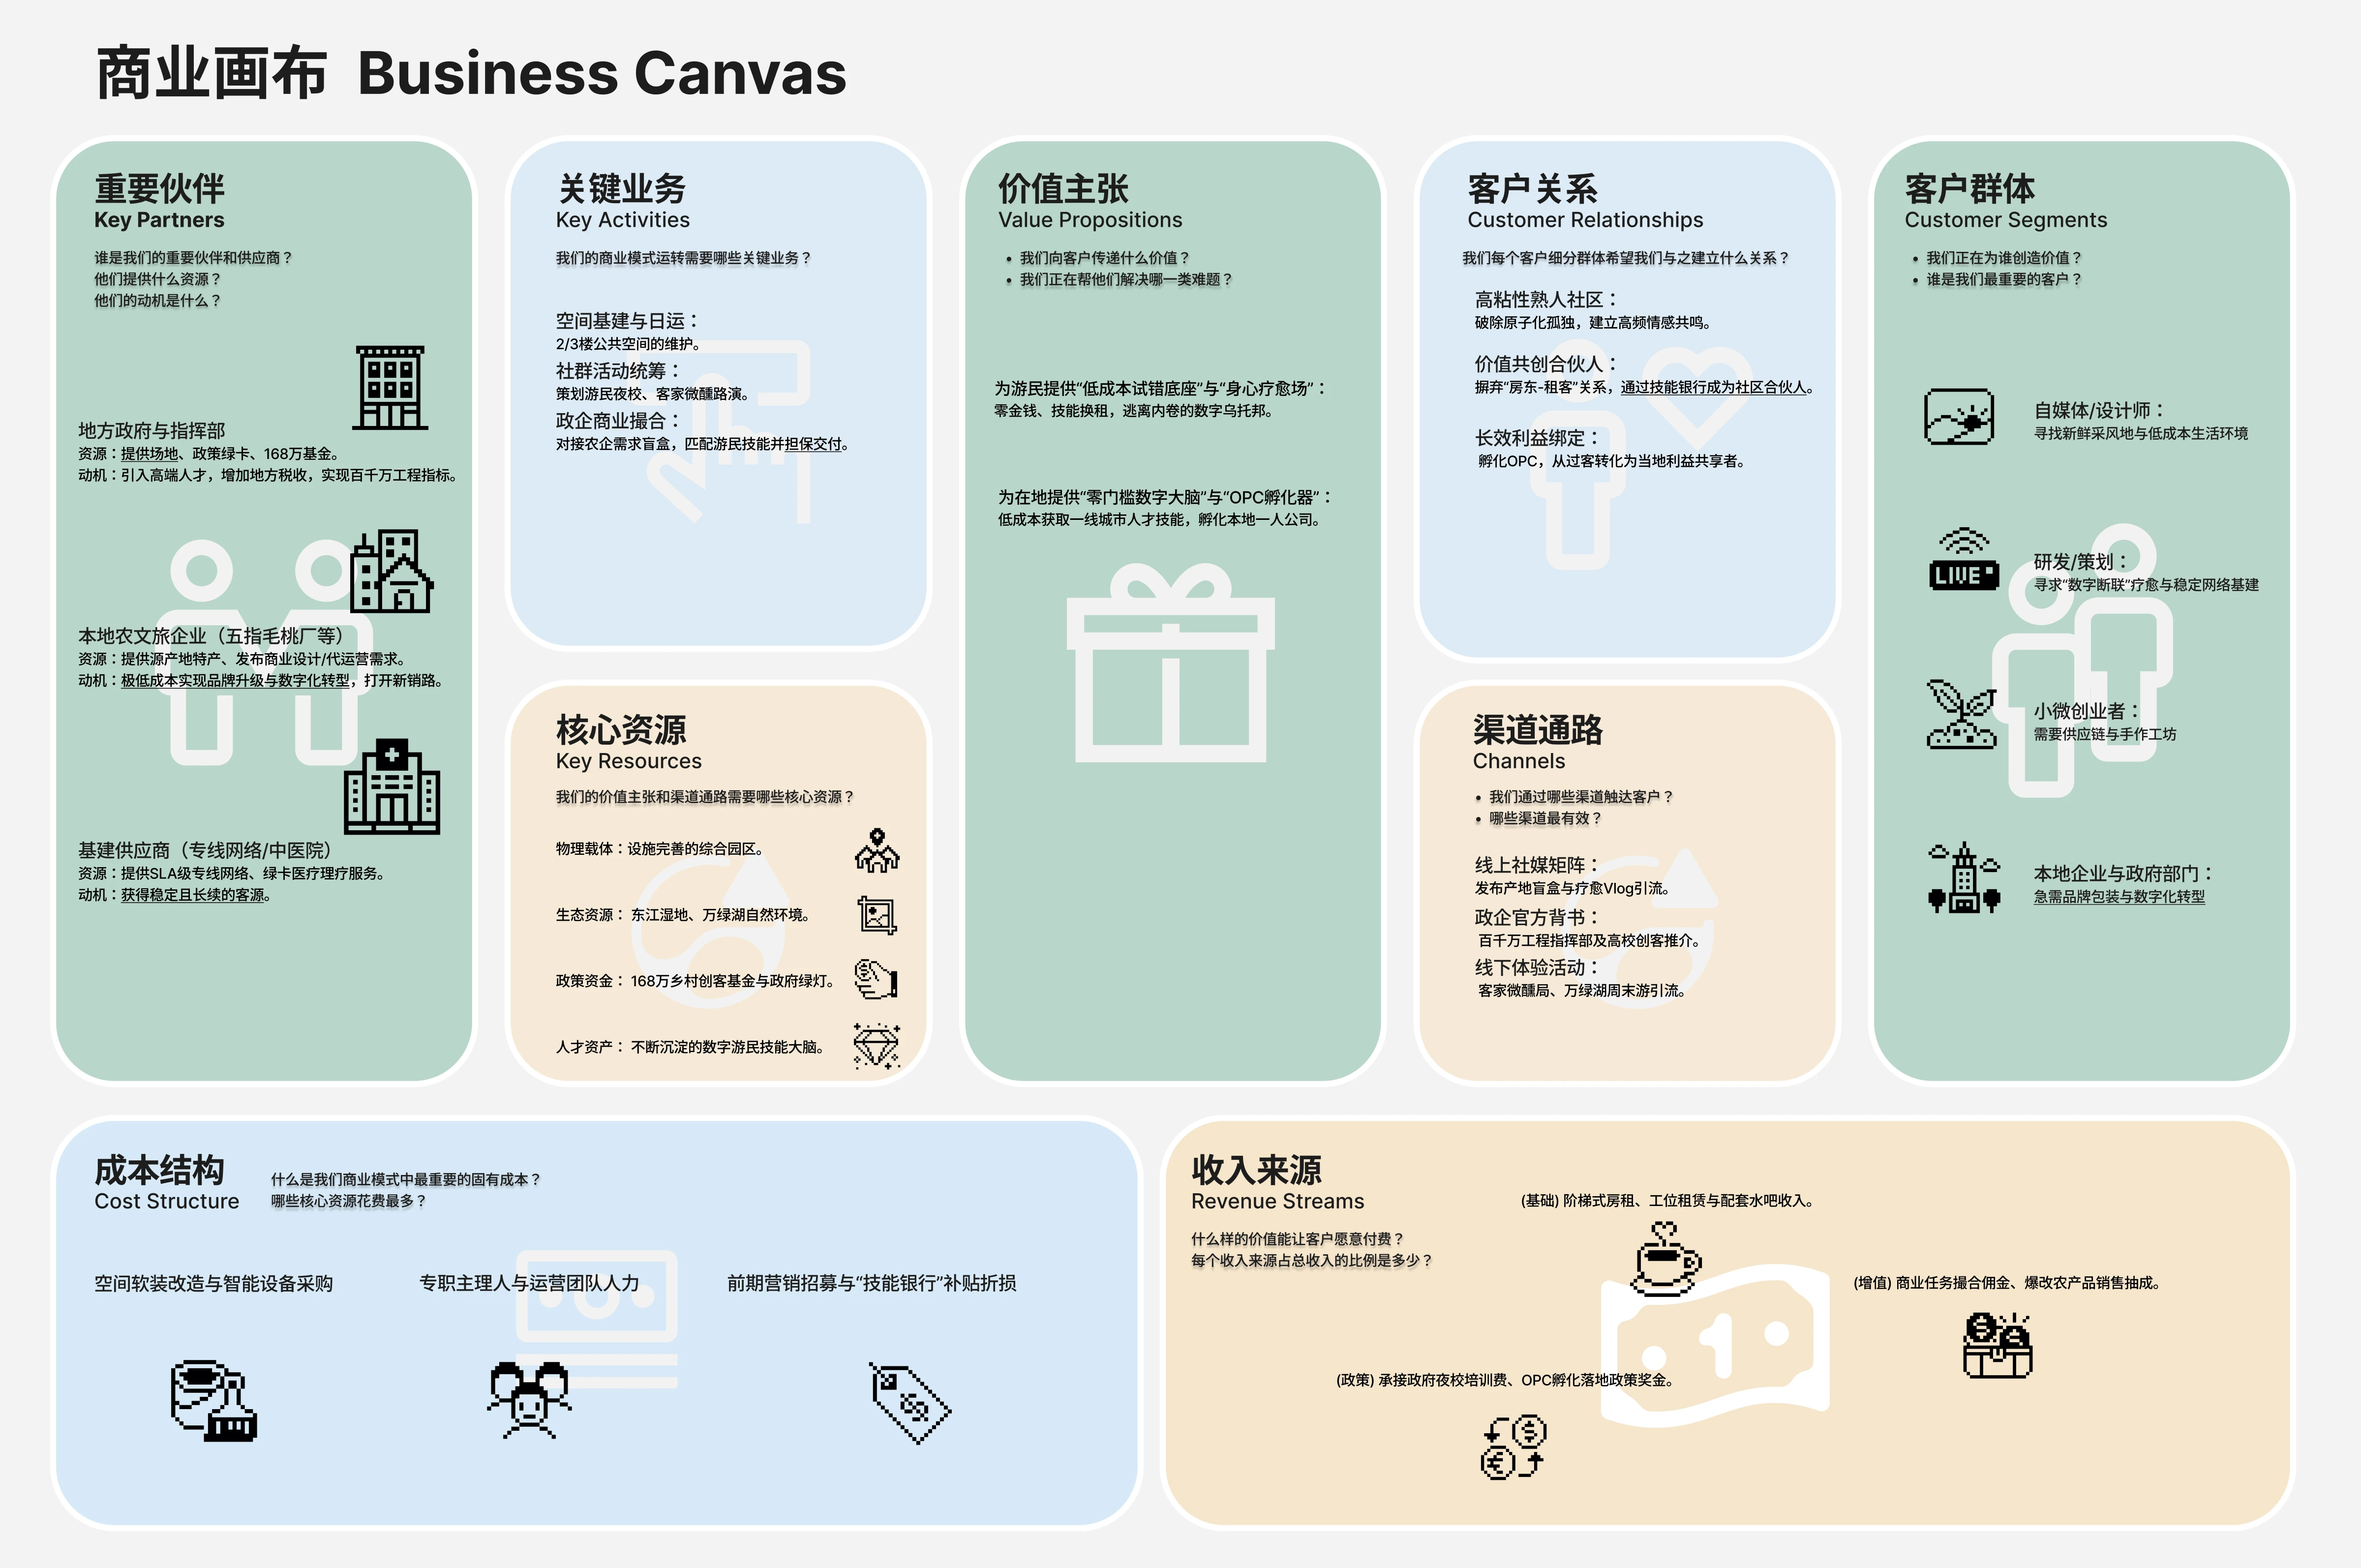 商业画布 Business Canvas
重要伙伴
Key Partners
谁是我们的重要伙伴和供应商？
他们提供什么资源？
他们的动机是什么？
地方政府与指挥部
资源：提供场地、政策绿卡、168万基金。
动机：引入高端人才，增加地方税收，实现百千万工程指标。
本地农文旅企业（五指毛桃厂等）
资源：提供源产地特产、发布商业设计/代运营需求。
动机：极低成本实现品牌升级与数字化转型，打开新销路。
基建供应商（专线网络/中医院）
资源：提供SLA级专线网络、绿卡医疗理疗服务。
动机：获得稳定且长续的客源。
关键业务
Key Activities
我们的商业模式运转需要哪些关键业务？
空间基建与日运：
2/3楼公共空间的维护。
社群活动统筹：
策划游民夜校、客家微醺路演。
政企商业撮合：
对接农企需求盲盒，匹配游民技能并担保交付。
核心资源
Key Resources
我们的价值主张和渠道通路需要哪些核心资源？
物理载体：设施完善的综合园区。
生态资源： 东江湿地、万绿湖自然环境。
政策资金： 168万乡村创客基金与政府绿灯。
人才资产： 不断沉淀的数字游民技能大脑。
价值主张
Value Propositions
• 我们向客户传递什么价值？
• 我们正在帮他们解决哪一类难题？
为游民提供“低成本试错底座”与“身心疗愈场”：
零金钱、技能换租，逃离内卷的数字乌托邦。
为在地提供“零门槛数字大脑”与“OPC孵化器”：
低成本获取一线城市人才技能，孵化本地一人公司。
客户关系
Customer Relationships
我们每个客户细分群体希望我们与之建立什么关系？
高粘性熟人社区：
破除原子化孤独，建立高频情感共鸣。
价值共创合伙人：
摒弃“房东-租客”关系，通过技能银行成为社区合伙人。
长效利益绑定：
孵化OPC，从过客转化为当地利益共享者。
渠道通路
Channels
• 我们通过哪些渠道触达客户？
• 哪些渠道最有效？
线上社媒矩阵：
发布产地盲盒与疗愈Vlog引流。
政企官方背书：
百千万工程指挥部及高校创客推介。
线下体验活动：
客家微醺局、万绿湖周末游引流。
客户群体
Customer Segments
• 我们正在为谁创造价值？
• 谁是我们最重要的客户？
自媒体/设计师：
寻找新鲜采风地与低成本生活环境
LIVE
研发/策划：
寻求“数字断联”疗愈与稳定网络基建
小微创业者：
需要供应链与手作工坊
本地企业与政府部门：
急需品牌包装与数字化转型
成本结构
Cost Structure
什么是我们商业模式中最重要的固有成本？
哪些核心资源花费最多？
空间软装改造与智能设备采购
专职主理人与运营团队人力
前期营销招募与“技能银行”补贴折损
收入来源
Revenue Streams
什么样的价值能让客户愿意付费？
每个收入来源占总收入的比例是多少？
(基础) 阶梯式房租、工位租赁与配套水吧收入。
(增值) 商业任务撮合佣金、爆改农产品销售抽成。
1
(政策) 承接政府夜校培训费、OPC孵化落地政策奖金。